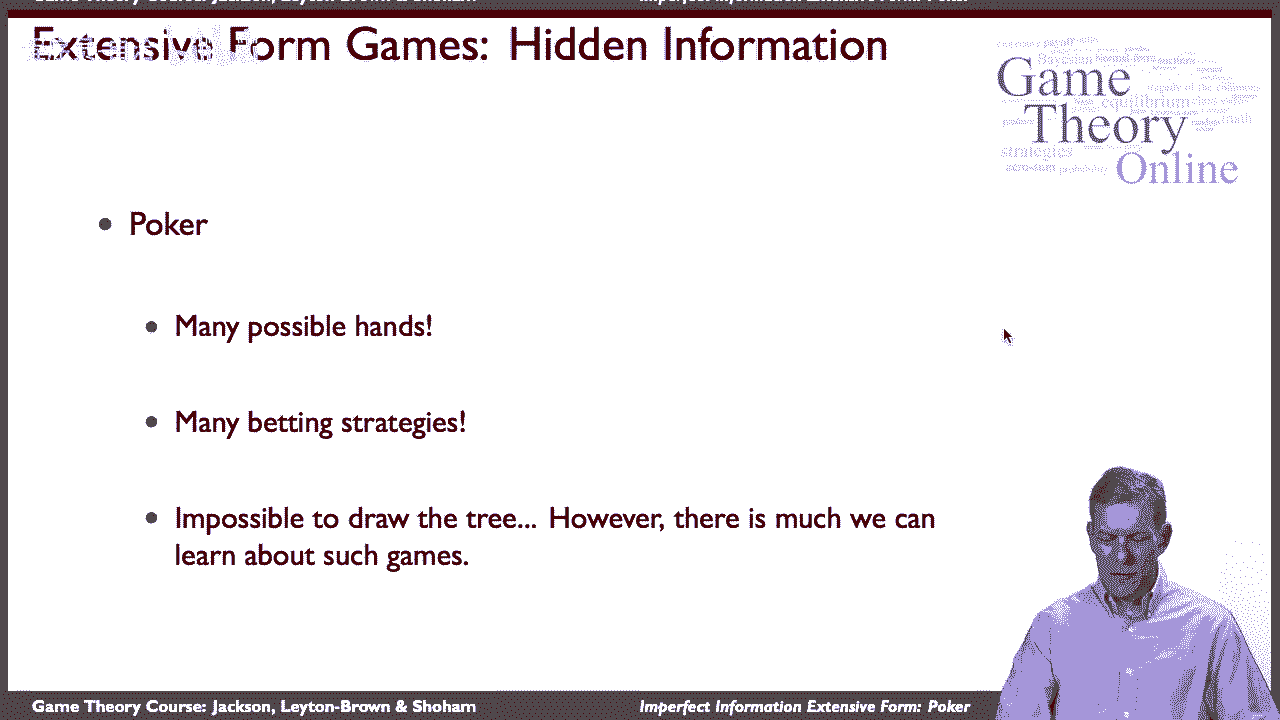 Game Theory Course: Jackson, Leyton-Brown & Shoham
Imperfect Information Extensive Form: Poker
Extensive Form Games: Hidden Information
Game
Theory
Online
equilibrium
strategies
• Poker
• Many possible hands!
• Many betting strategies!
• Impossible to draw the tree... However, there is much we can
learn about such games.
Game Theory Course: Jackson, Leyton-Brown & Shoham
Imperfect Information Extensive Form: Poker